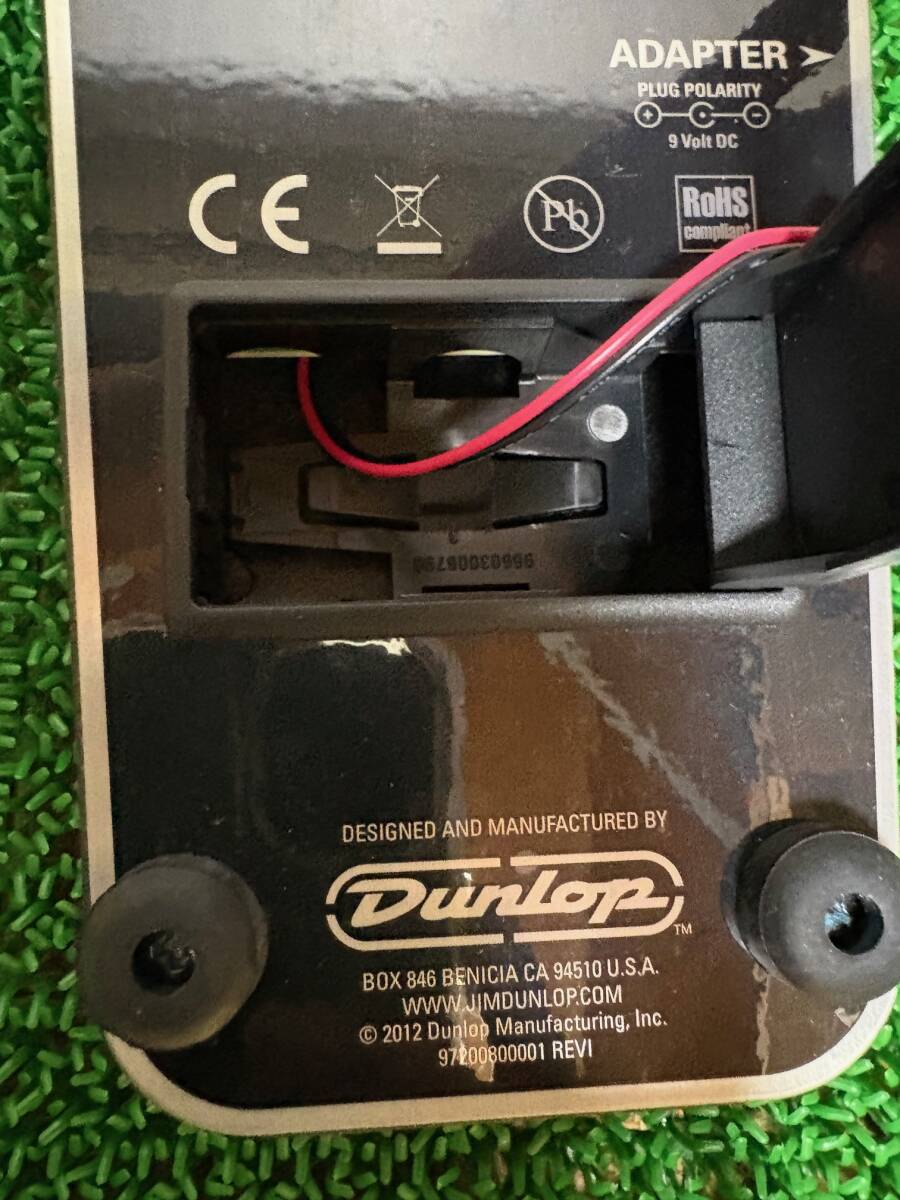 ADAPTER
PLUG POLARITY
+ -
9 Volt DC
CE
Pb
RoHS
compliant
DESIGNED AND MANUFACTURED BY
Dunlop
TM
BOX 846 BENICIA CA 94510 U.S.A.
WWW.JIMDUNLOP.COM
© 2012 Dunlop Manufacturing, Inc.
97200800001 REVI